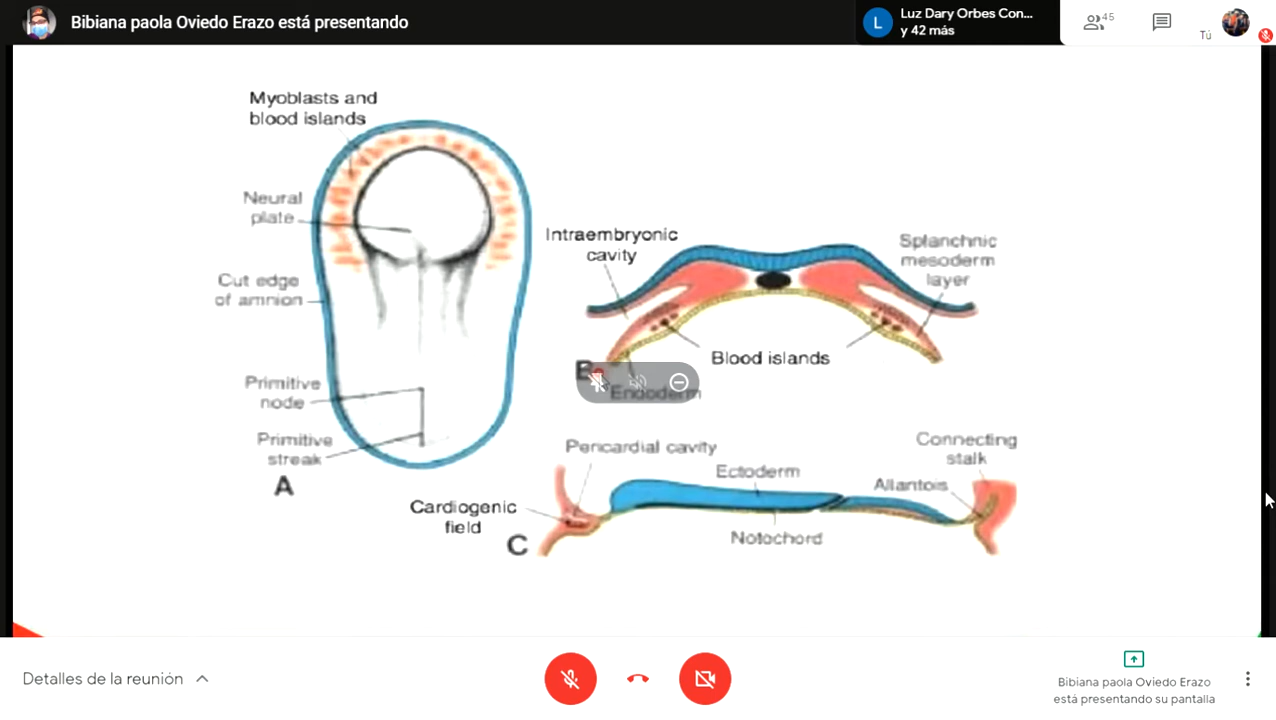 Bibiana paola Oviedo Erazo está presentando
L
Luz Dary Orbes Con...
y 42 más
45
Tú
Myoblasts and
blood islands
Neural
plate
Cut edge
of amnion
Primitive
node
Primitive
streak
A
Intraembryonic
cavity
Splanchnic
mesoderm
layer
Blood islands
B
Endoderm
Pericardial cavity
Ectoderm
Connecting
stalk
Allantois
Cardiogenic
field
Notochord
C
Detalles de la reunión
Bibiana paola Oviedo Erazo
está presentando su pantalla